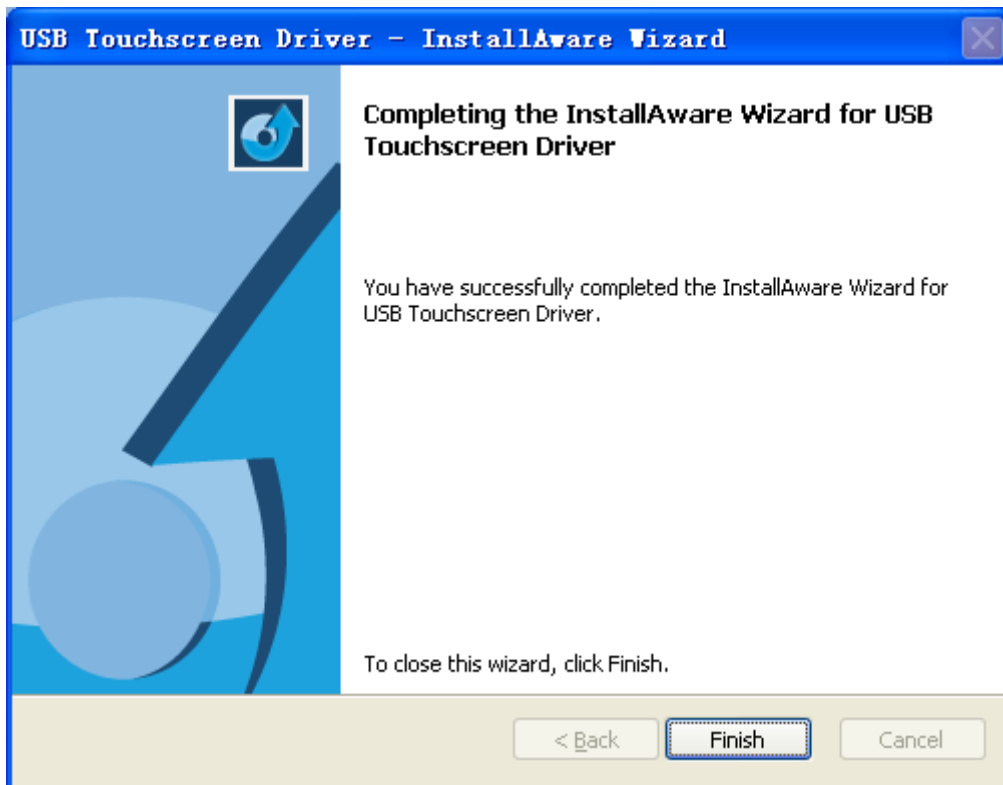 USB Touchscreen Driver - InstallAware Wizard
Completing the InstallAware Wizard for USB
Touchscreen Driver
You have successfully completed the InstallAware Wizard for
USB Touchscreen Driver.
To close this wizard, click Finish.
< Back
Finish
Cancel